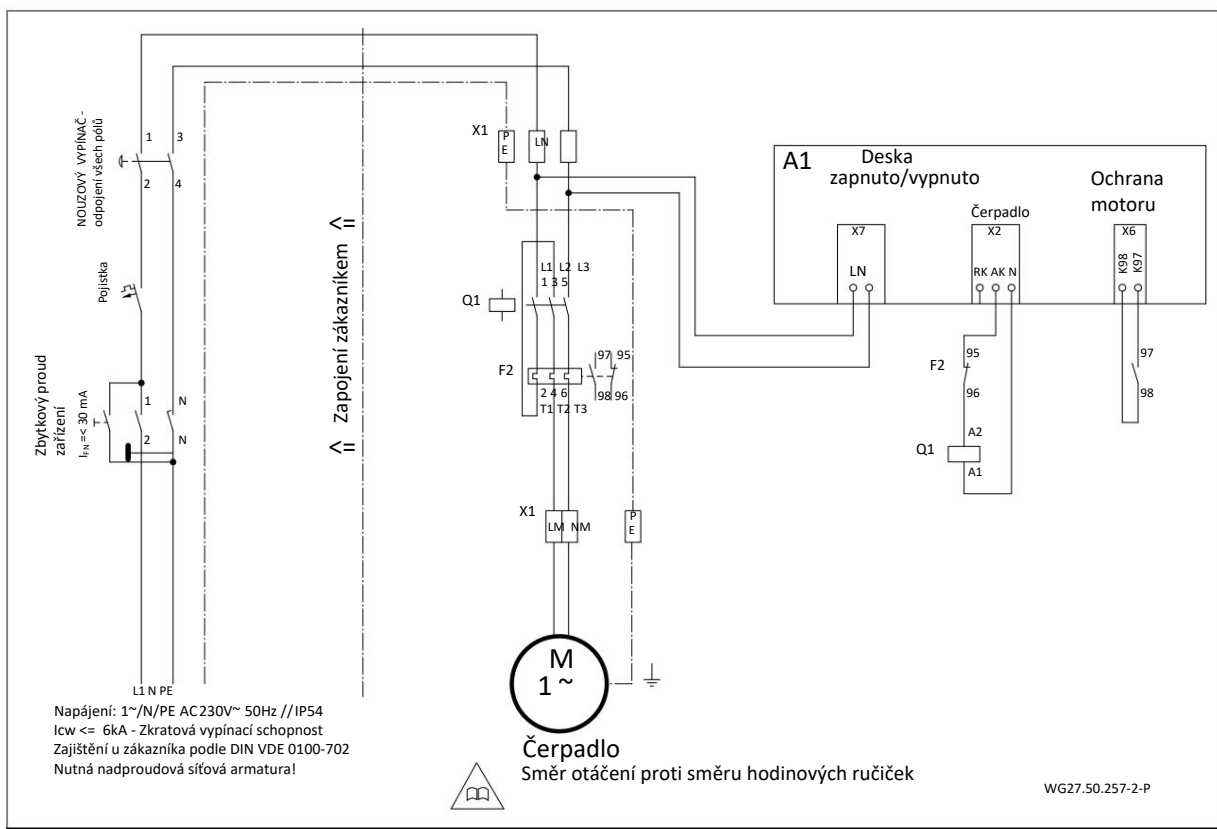 NOUZOVÝ VYPÍNAČ -
odpojení všech pólů
1 3
2 4
Pojistka
Zbytkový proud
zařízení
I_FN =< 30 mA
1 N
2 N
L1 N PE
Napájení: 1~/N/PE AC230V~ 50Hz //IP54
Icw <= 6kA - Zkratová vypínací schopnost
Zajištění u zákazníka podle DIN VDE 0100-702
Nutná nadproudová síťová armatura!
<= Zapojení zákazníkem <=
X1
PE
LN
L1 L2 L3
1 3 5
Q1
F2
97 95
98 96
2 4 6
T1 T2 T3
X1
LM NM
PE
M
1 ~
Čerpadlo
Směr otáčení proti směru hodinových ručiček
A1
Deska
zapnuto/vypnuto
X7
LN
Čerpadlo
X2
RK AK N
Ochrana
motoru
X6
K98 K97
F2
95
96
Q1
A2
A1
97
98
WG27.50.257-2-P